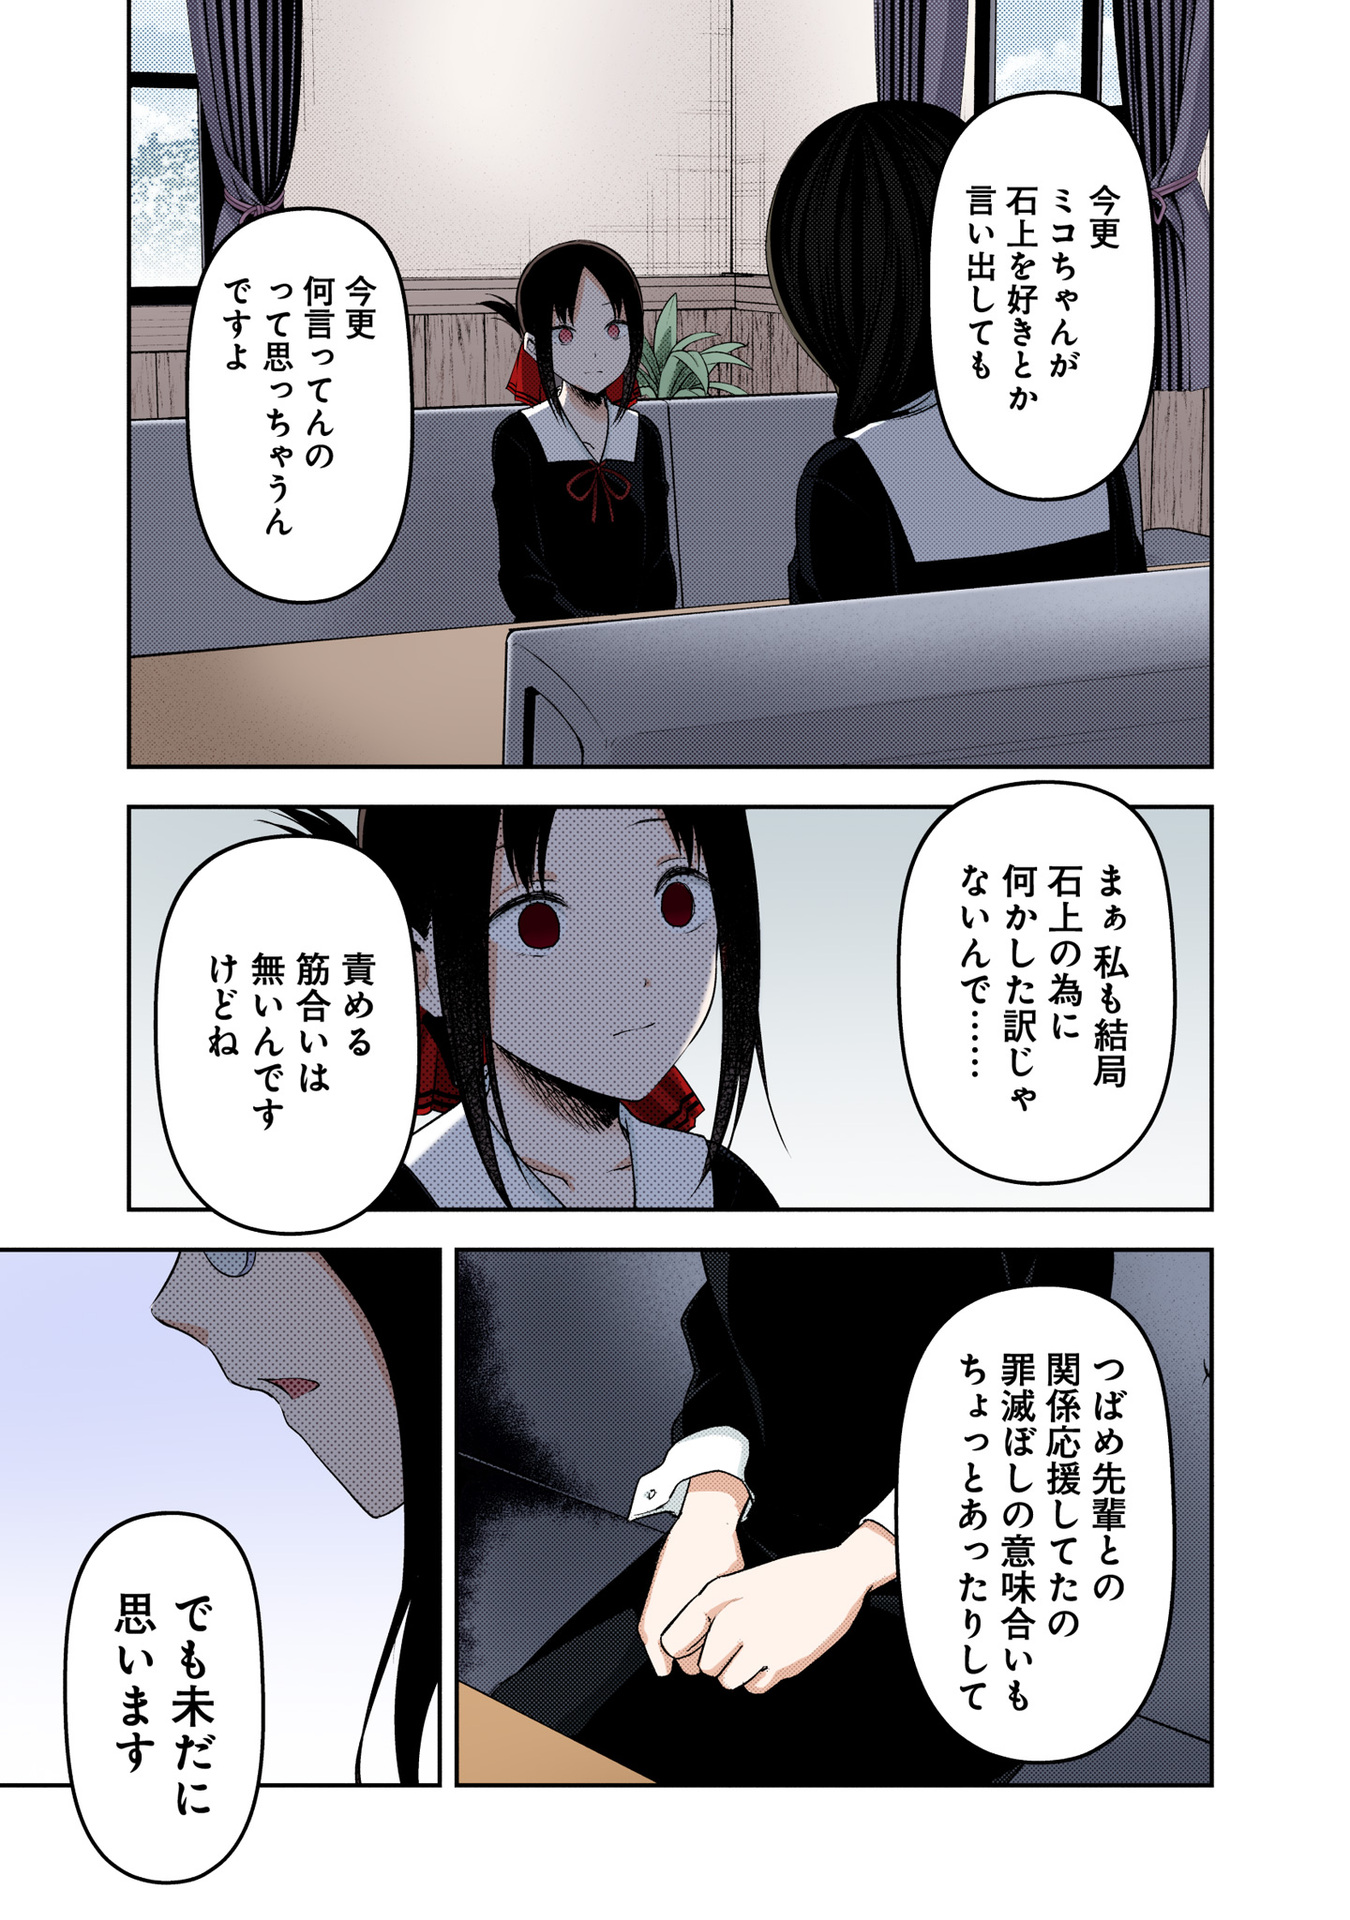 今更
ミコちゃんが
石上を好きとか
言い出しても
今更
何言ってんの
って思っちゃうん
ですよ
まぁ私も結局
石上の為に
何かした訳じゃ
ないんで……
責める
筋合いは
無いんです
けどね
つばめ先輩との
関係応援してたの
罪滅ぼしの意味合いも
ちょっとあったりして
でも未だに
思います